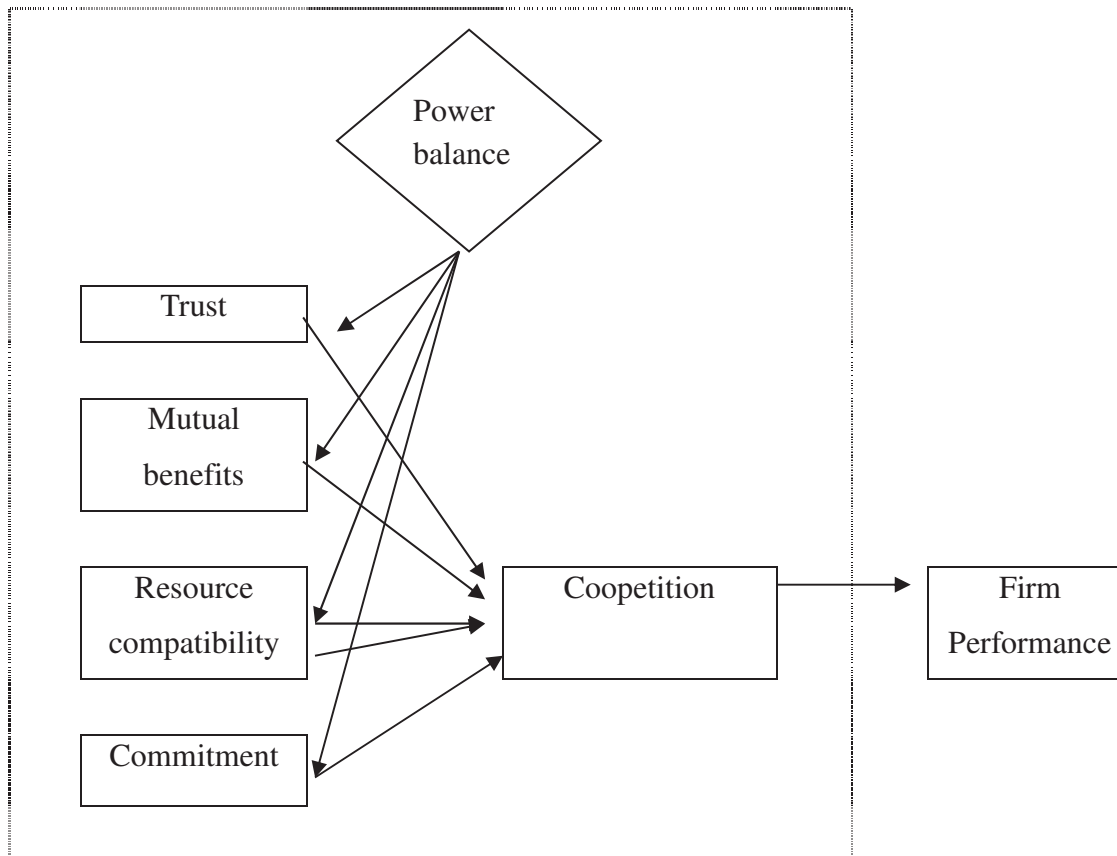 Power
balance
Trust
Mutual
benefits
Resource
compatibility
Commitment
Coopetition
Firm
Performance